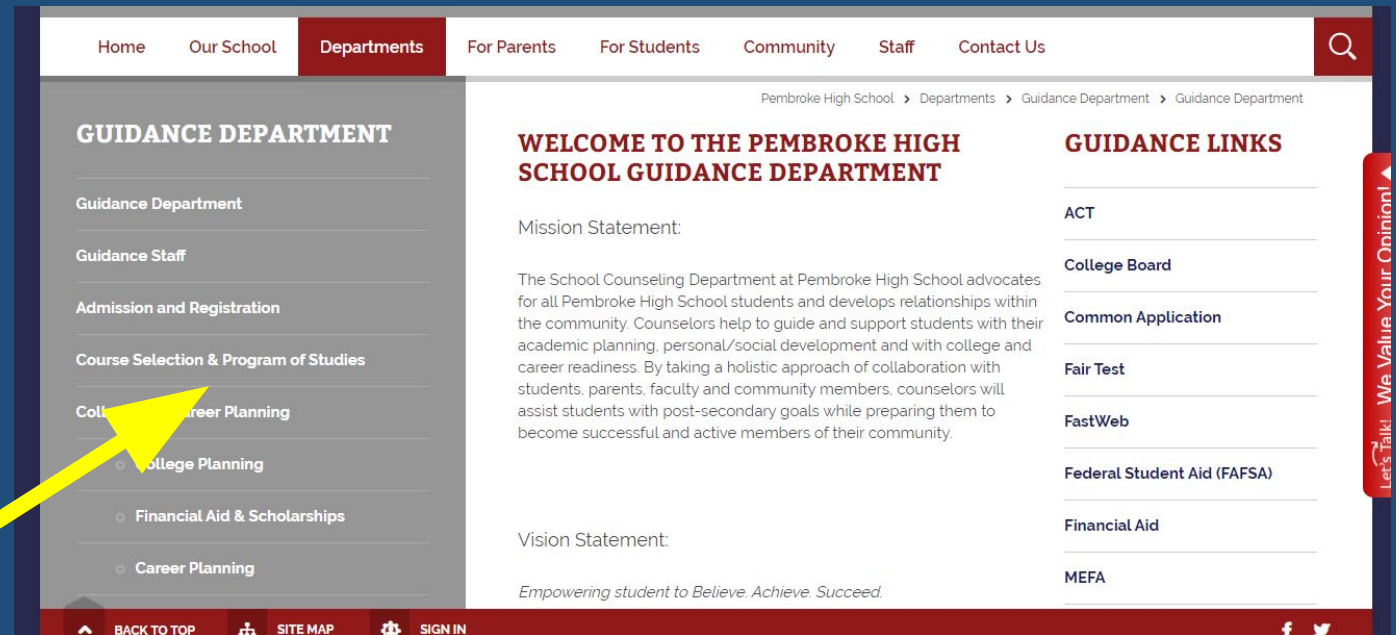 Home Our School Departments For Parents For Students Community Staff Contact Us
Pembroke High School > Departments > Guidance Department > Guidance Department
GUIDANCE DEPARTMENT
Guidance Department
Guidance Staff
Admission and Registration
Course Selection & Program of Studies
Planning
College Planning
Financial Aid & Scholarships
Career Planning
WELCOME TO THE PEMBROKE HIGH
SCHOOL GUIDANCE DEPARTMENT
Mission Statement:
The School Counseling Department at Pembroke High School advocates
for all Pembroke High School students and develops relationships within
the community. Counselors help to guide and support students with their
academic planning, personal/social development and with college and
career readiness. By taking a holistic approach of collaboration with
students, parents, faculty and community members, counselors will
assist students with post-secondary goals while preparing them to
become successful and active members of their community.
Vision Statement:
Empowering student to Believe. Achieve. Succeed.
GUIDANCE LINKS
ACT
College Board
Common Application
Fair Test
FastWeb
Federal Student Aid (FAFSA)
Financial Aid
MEFA
Let's Talk! We Value Your Opinion!
BACK TO TOP SITE MAP SIGN IN